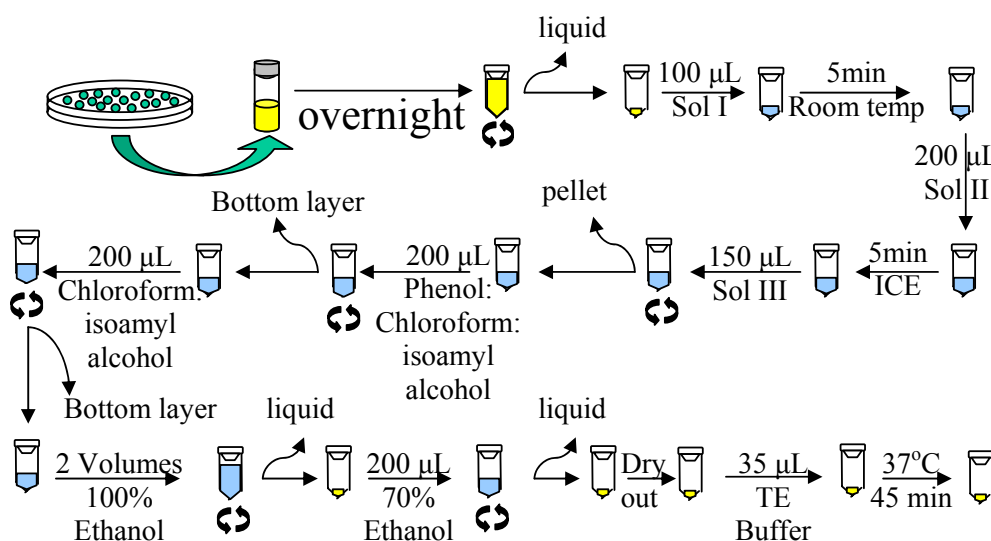 liquid
overnight
100 µL
Sol I
5min
Room temp
200 µL
Sol II
5min
ICE
150 µL
Sol III
pellet
200 µL
Phenol:
Chloroform:
isoamyl
alcohol
Bottom layer
200 µL
Chloroform:
isoamyl
alcohol
Bottom layer
2 Volumes
100%
Ethanol
liquid
200 µL
70%
Ethanol
liquid
Dry
out
35 µL
TE
Buffer
37°C
45 min